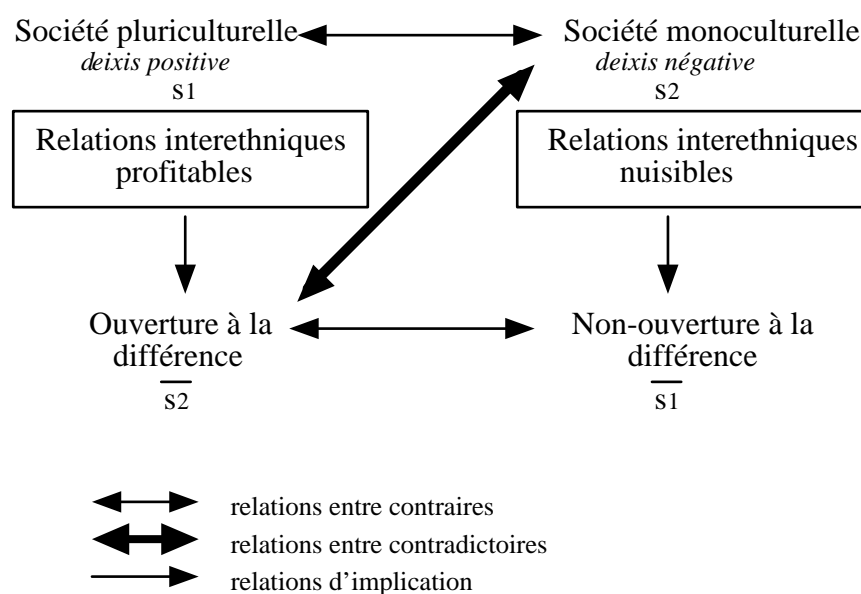 Société pluriculturelle Société monoculturelle
deixis positive deixis négative
s1 s2
Relations interethniques Relations interethniques
profitables nuisibles
Ouverture à la Non-ouverture à la
différence différence
s2 s1
relations entre contraires
relations entre contradictoires
relations d’implication